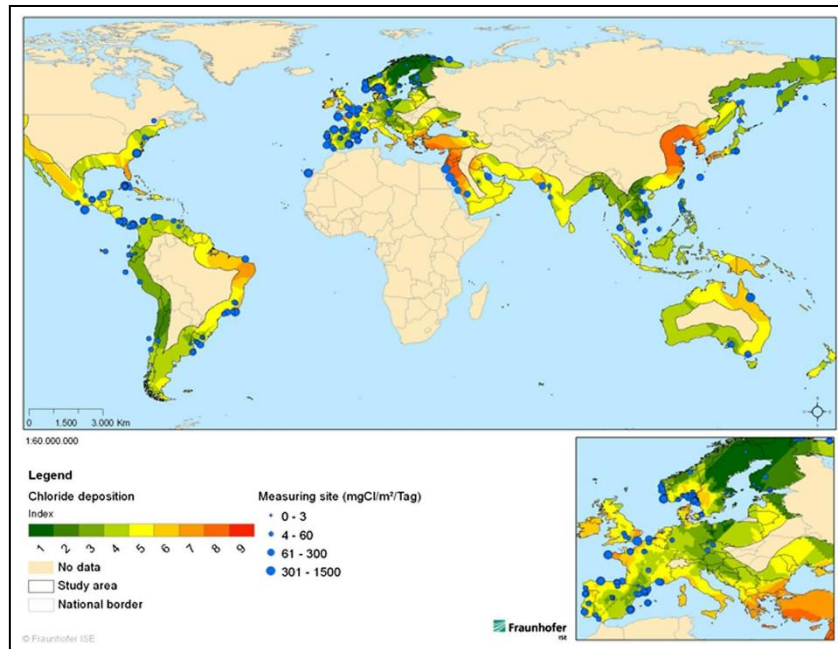 0 1.500 3.000 Km
1:60.000.000
Legend
Chloride deposition
Index
1 2 3 4 5 6 7 8 9
No data
Study area
National border
Measuring site (mgCl/m²/Tag)
0 - 3
4 - 60
61 - 300
301 - 1500
© Fraunhofer ISE
Fraunhofer
ISE